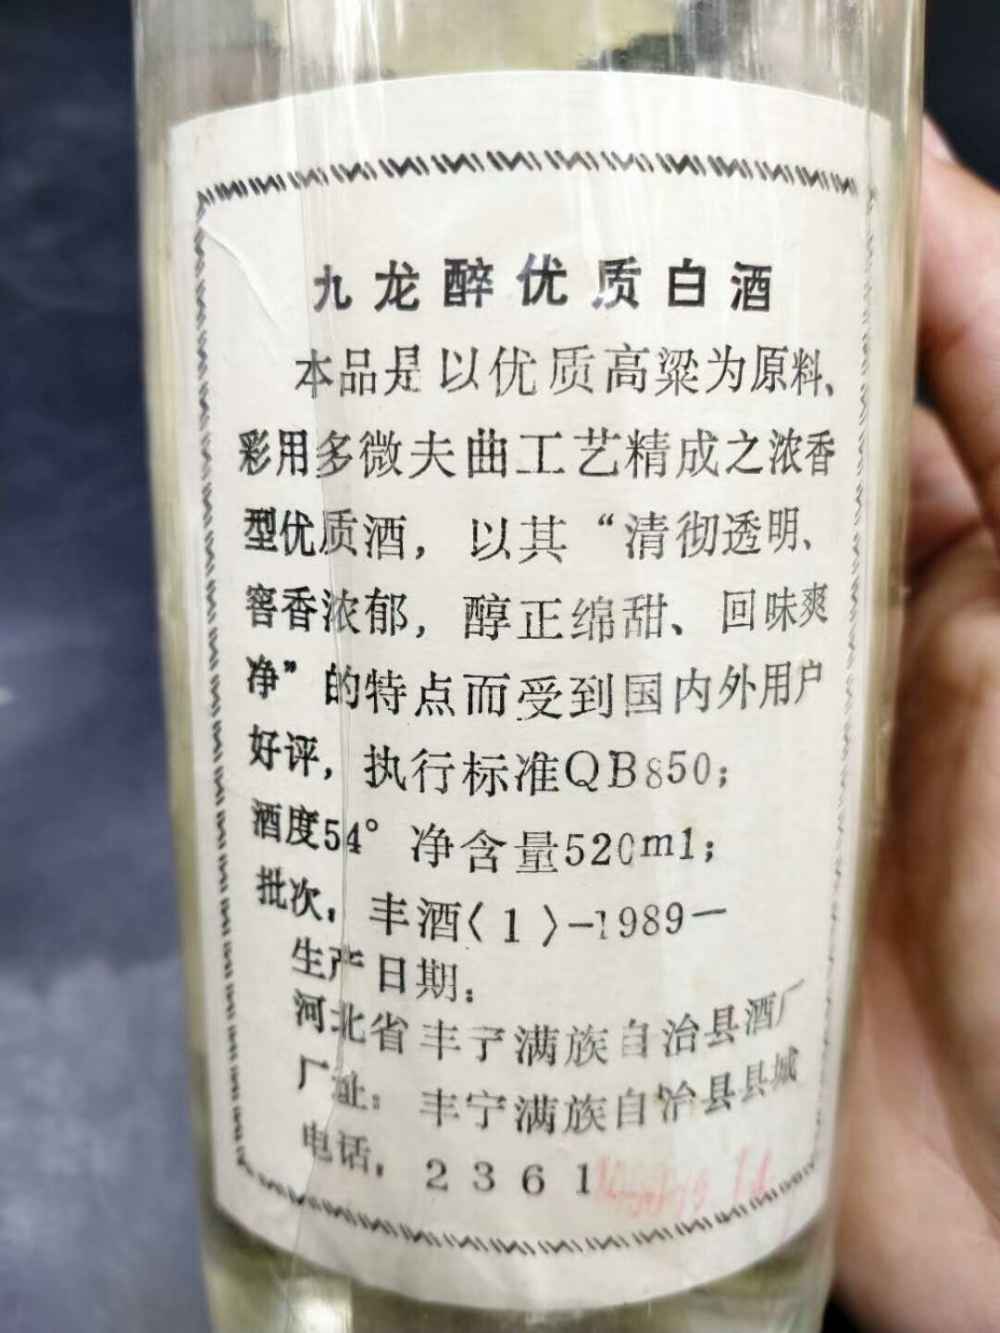 九龙醉优质白酒
本品是以优质高粱为原料、
彩用多微夫曲工艺精成之浓香
型优质酒，以其“清彻透明、
窖香浓郁，醇正绵甜、回味爽
净”的特点而受到国内外用户
好评，执行标准QB850；
酒度54° 净含量520ml；
批次，丰酒〈1〉-1989-
生产日期：
河北省丰宁满族自治县酒厂
厂址：丰宁满族自治县县城
电话，2361